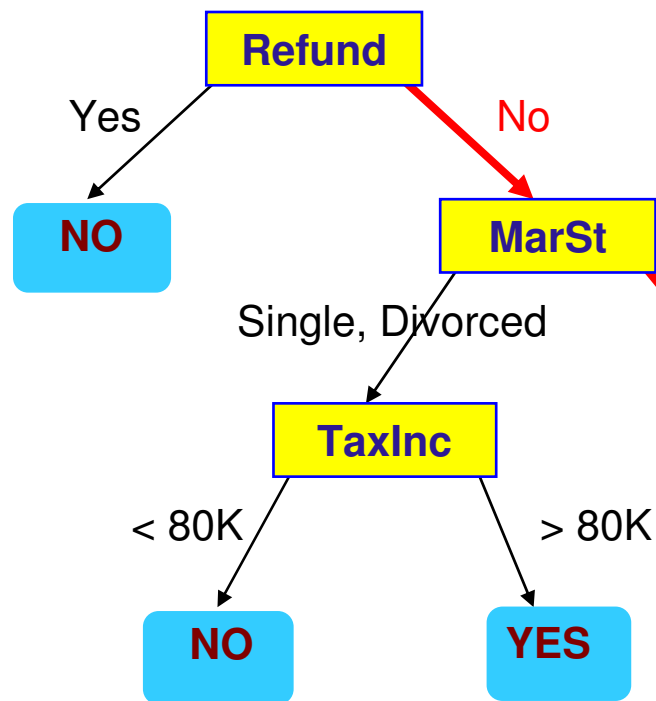 Refund
Yes
No
NO
MarSt
Single, Divorced
TaxInc
< 80K
> 80K
NO
YES